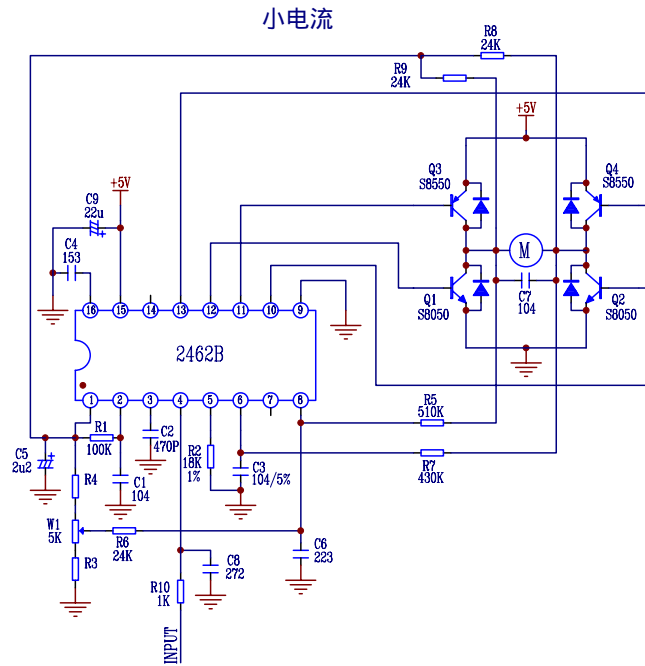 小电流
R8
24K
R9
24K
+5V
+5V
Q3
S8550
Q4
S8550
C9
22u
C4
153
M
C7
104
Q1
S8050
Q2
S8050
16 15 14 13 12 11 10 9
2462B
1 2 3 4 5 6 7 8
R1
100K
C2
470P
R2
18K
1%
C3
104/5%
R5
510K
R7
430K
C5
2u2
R4
C1
104
W1
5K
R6
24K
R3
C6
223
C8
272
R10
1K
INPUT